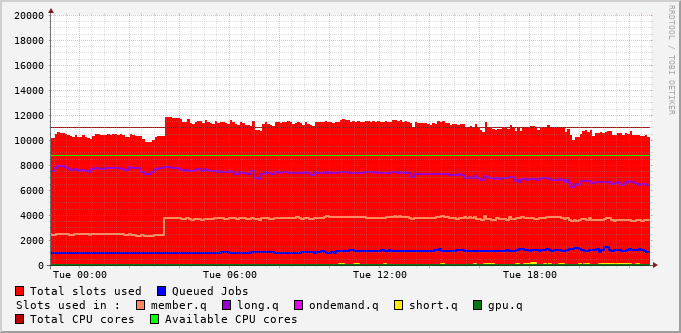 20000
18000
16000
14000
12000
10000
8000
6000
4000
2000
0
Tue 00:00 Tue 06:00 Tue 12:00 Tue 18:00
RRDTOOL / TOBI OETIKER
Total slots used Queued Jobs
Slots used in : member.q long.q ondemand.q short.q gpu.q
Total CPU cores Available CPU cores